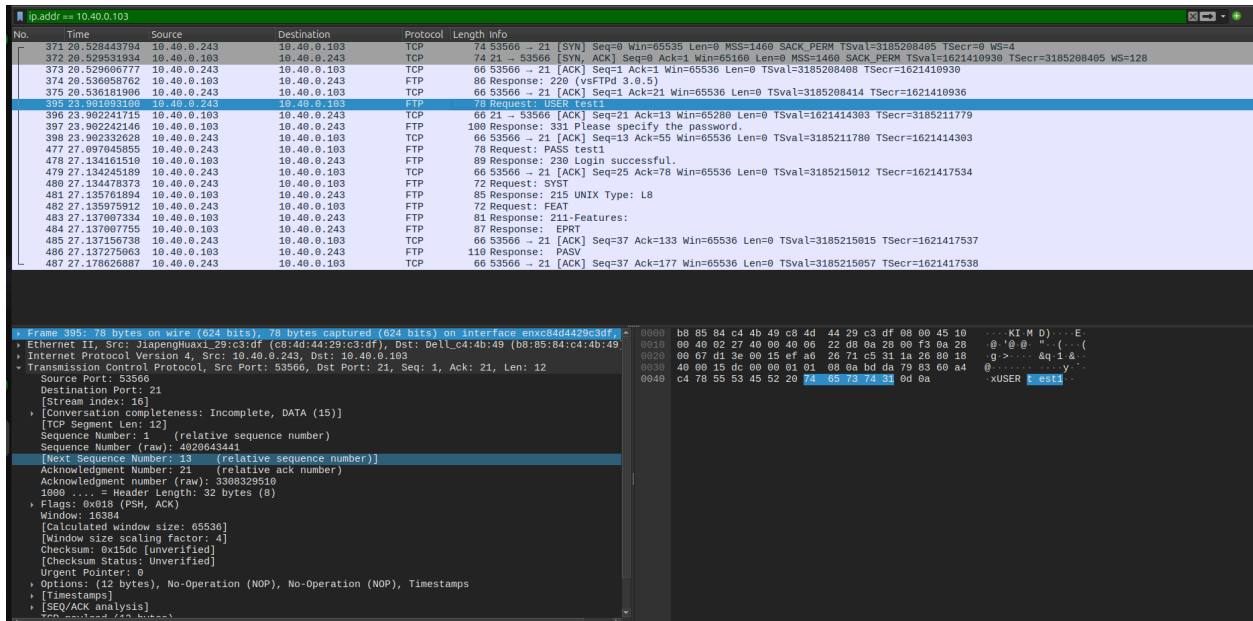 ip.addr == 10.40.0.103
No. Time Source Destination Protocol Length Info
371 20.528443794 10.40.0.243 10.40.0.103 TCP 74 53566 → 21 [SYN] Seq=0 Win=65535 Len=0 MSS=1460 SACK_PERM TSval=3185208405 TSecr=0 WS=4
372 20.529531934 10.40.0.103 10.40.0.243 TCP 74 21 → 53566 [SYN, ACK] Seq=0 Ack=1 Win=65160 Len=0 MSS=1460 SACK_PERM TSval=1621410930 TSecr=3185208405 WS=128
373 20.529606777 10.40.0.243 10.40.0.103 TCP 66 53566 → 21 [ACK] Seq=1 Ack=1 Win=65536 Len=0 TSval=3185208408 TSecr=1621410930
374 20.536058762 10.40.0.103 10.40.0.243 FTP 86 Response: 220 (vsFTPd 3.0.5)
375 20.536181906 10.40.0.243 10.40.0.103 TCP 66 53566 → 21 [ACK] Seq=1 Ack=21 Win=65536 Len=0 TSval=3185208414 TSecr=1621410936
395 23.901093100 10.40.0.243 10.40.0.103 FTP 78 Request: USER test1
396 23.902241715 10.40.0.103 10.40.0.243 TCP 66 21 → 53566 [ACK] Seq=21 Ack=13 Win=65280 Len=0 TSval=1621414303 TSecr=3185211779
397 23.902242146 10.40.0.103 10.40.0.243 FTP 100 Response: 331 Please specify the password.
398 23.902332628 10.40.0.243 10.40.0.103 TCP 66 53566 → 21 [ACK] Seq=13 Ack=55 Win=65536 Len=0 TSval=3185211780 TSecr=1621414303
477 27.097045855 10.40.0.243 10.40.0.103 FTP 78 Request: PASS test1
478 27.134161510 10.40.0.103 10.40.0.243 FTP 89 Response: 230 Login successful.
479 27.134245189 10.40.0.243 10.40.0.103 TCP 66 53566 → 21 [ACK] Seq=25 Ack=78 Win=65536 Len=0 TSval=3185215012 TSecr=1621417534
480 27.134478373 10.40.0.243 10.40.0.103 FTP 72 Request: SYST
481 27.135761894 10.40.0.103 10.40.0.243 FTP 85 Response: 215 UNIX Type: L8
482 27.135975912 10.40.0.243 10.40.0.103 FTP 72 Request: FEAT
483 27.137007334 10.40.0.103 10.40.0.243 FTP 81 Response: 211-Features:
484 27.137007755 10.40.0.103 10.40.0.243 FTP 87 Response: EPRT
485 27.137156738 10.40.0.243 10.40.0.103 TCP 66 53566 → 21 [ACK] Seq=37 Ack=133 Win=65536 Len=0 TSval=3185215015 TSecr=1621417537
486 27.137275063 10.40.0.103 10.40.0.243 FTP 110 Response: PASV
487 27.178626887 10.40.0.243 10.40.0.103 TCP 66 53566 → 21 [ACK] Seq=37 Ack=177 Win=65536 Len=0 TSval=3185215057 TSecr=1621417538
Frame 395: 78 bytes on wire (624 bits), 78 bytes captured (624 bits) on interface enxc84d4429c3df,
Ethernet II, Src: JiapengHuaxi_29:c3:df (c8:4d:44:29:c3:df), Dst: Dell_c4:4b:49 (b8:85:84:c4:4b:49
Internet Protocol Version 4, Src: 10.40.0.243, Dst: 10.40.0.103
Transmission Control Protocol, Src Port: 53566, Dst Port: 21, Seq: 1, Ack: 21, Len: 12
Source Port: 53566
Destination Port: 21
[Stream index: 16]
[Conversation completeness: Incomplete, DATA (15)]
[TCP Segment Len: 12]
Sequence Number: 1 (relative sequence number)
Sequence Number (raw): 4020643441
[Next Sequence Number: 13 (relative sequence number)]
Acknowledgment Number: 21 (relative ack number)
Acknowledgment number (raw): 3308329510
1000 .... = Header Length: 32 bytes (8)
Flags: 0x018 (PSH, ACK)
Window: 16384
[Calculated window size: 65536]
[Window size scaling factor: 4]
Checksum: 0x15dc [unverified]
[Checksum Status: Unverified]
Urgent Pointer: 0
Options: (12 bytes), No-Operation (NOP), No-Operation (NOP), Timestamps
[Timestamps]
[SEQ/ACK analysis]
TCP payload (12 bytes)
0000 b8 85 84 c4 4b 49 c8 4d 44 29 c3 df 08 00 45 10 ····KI·M D)····E·
0010 00 40 02 27 40 00 40 06 22 d8 0a 28 00 f3 0a 28 ·@·'@·@· "··(···(
0020 00 67 d1 3e 00 15 ef a6 26 71 c5 31 1a 26 80 18 ·g·>···· &q·1·&··
0030 40 00 15 dc 00 00 01 01 08 0a bd da 79 83 60 a4 @······· ····y·`·
0040 c4 78 55 53 45 52 20 74 65 73 74 31 0d 0a ·xUSER t est1··